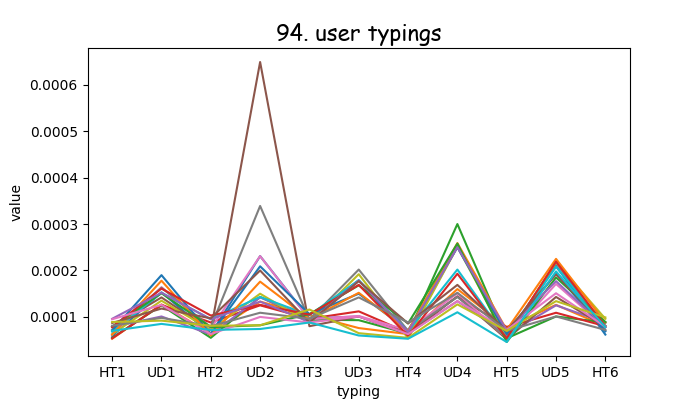 94. user typings
0.0006
0.0005
0.0004
0.0003
0.0002
0.0001
value
HT1 UD1 HT2 UD2 HT3 UD3 HT4 UD4 HT5 UD5 HT6
typing